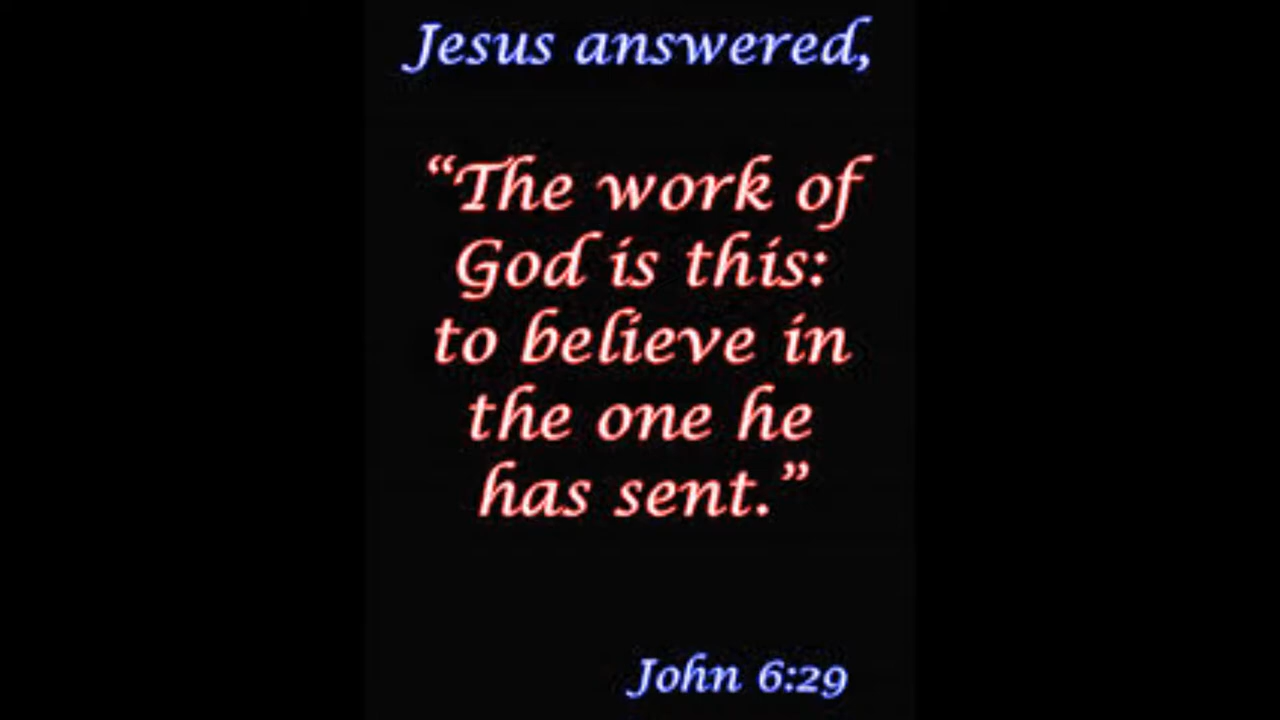 Jesus answered,
“The work of
God is this:
to believe in
the one he
has sent.”
John 6:29